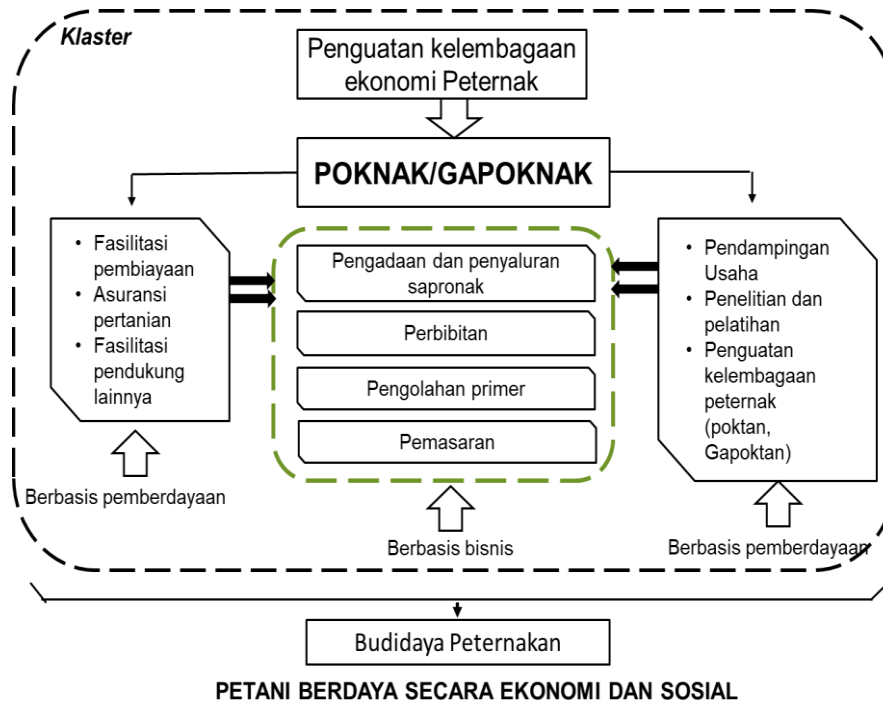 Klaster
Penguatan kelembagaan
ekonomi Peternak
POKNAK/GAPOKNAK
• Fasilitasi
pembiayaan
• Asuransi
pertanian
• Fasilitasi
pendukung
lainnya
Berbasis pemberdayaan
Pengadaan dan penyaluran
sapronak
Perbibitan
Pengolahan primer
Pemasaran
Berbasis bisnis
• Pendampingan
Usaha
• Penelitian dan
pelatihan
• Penguatan
kelembagaan
peternak
(poktan,
Gapoktan)
Berbasis pemberdayaan
Budidaya Peternakan
PETANI BERDAYA SECARA EKONOMI DAN SOSIAL